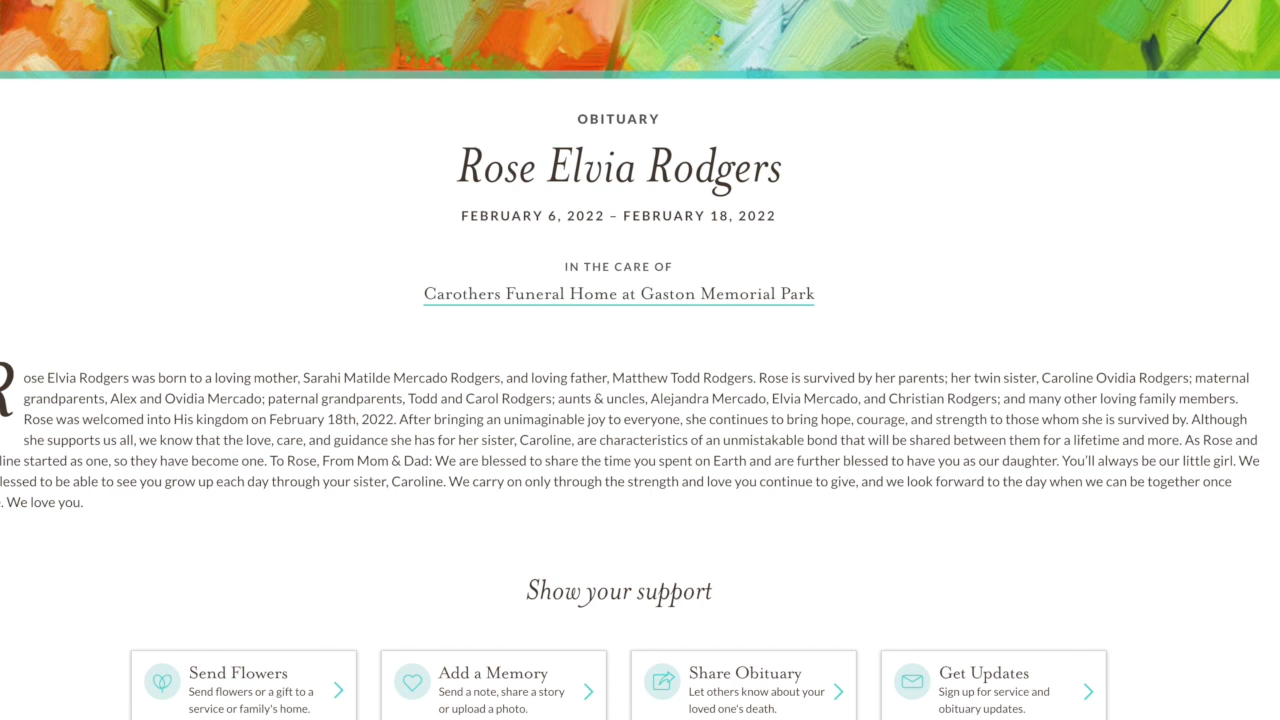 OBITUARY
Rose Elvia Rodgers
FEBRUARY 6, 2022 – FEBRUARY 18, 2022
IN THE CARE OF
Carothers Funeral Home at Gaston Memorial Park
Rose Elvia Rodgers was born to a loving mother, Sarahi Matilde Mercado Rodgers, and loving father, Matthew Todd Rodgers. Rose is survived by her parents; her twin sister, Caroline Ovidia Rodgers; maternal
grandparents, Alex and Ovidia Mercado; paternal grandparents, Todd and Carol Rodgers; aunts & uncles, Alejandra Mercado, Elvia Mercado, and Christian Rodgers; and many other loving family members.
Rose was welcomed into His kingdom on February 18th, 2022. After bringing an unimaginable joy to everyone, she continues to bring hope, courage, and strength to those whom she is survived by. Although
she supports us all, we know that the love, care, and guidance she has for her sister, Caroline, are characteristics of an unmistakable bond that will be shared between them for a lifetime and more. As Rose and
line started as one, so they have become one. To Rose, From Mom & Dad: We are blessed to share the time you spent on Earth and are further blessed to have you as our daughter. You’ll always be our little girl. We
lessed to be able to see you grow up each day through your sister, Caroline. We carry on only through the strength and love you continue to give, and we look forward to the day when we can be together once
. We love you.
Show your support
Send Flowers
Send flowers or a gift to a
service or family's home.
Add a Memory
Send a note, share a story
or upload a photo.
Share Obituary
Let others know about your
loved one's death.
Get Updates
Sign up for service and
obituary updates.